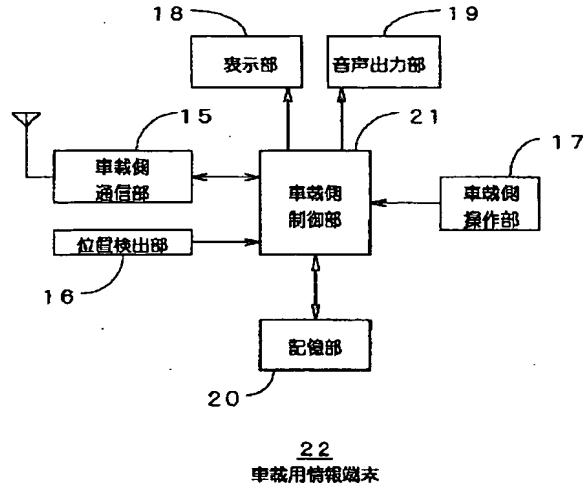 18
19
表示部
音声出力部
15
21
17
車載側
通信部
車載側
制御部
車載側
操作部
位置検出部
16
記憶部
20
22
車載用情報端末